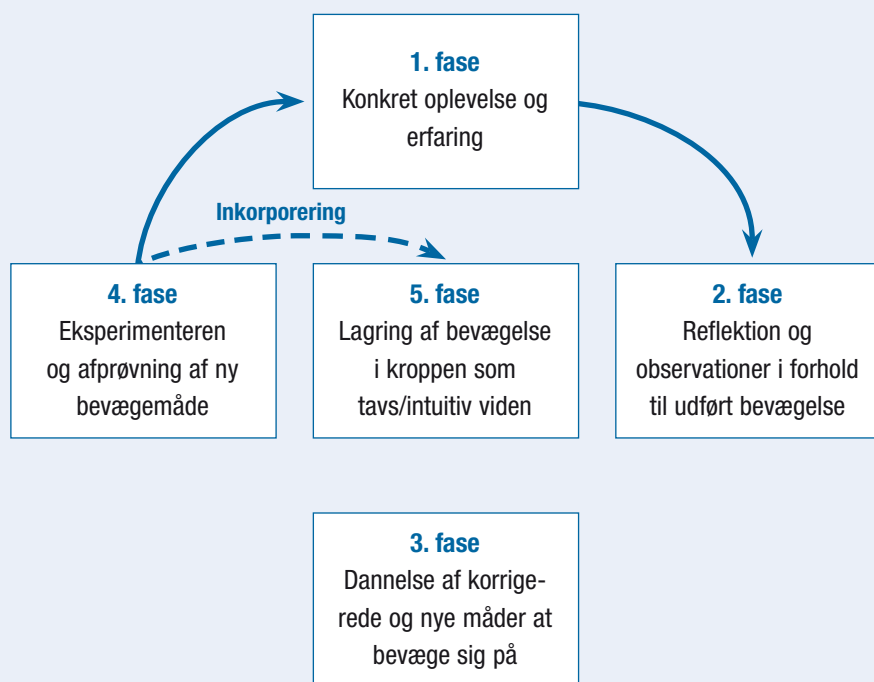 1. fase
Konkret oplevelse og
erfaring
Inkorporering
4. fase
Eksperimenteren
og afprøvning af ny
bevægemåde
5. fase
Lagring af bevægelse
i kroppen som
tavs/intuitiv viden
2. fase
Reflektion og
observationer i forhold
til udført bevægelse
3. fase
Dannelse af korrige-
rede og nye måder at
bevæge sig på